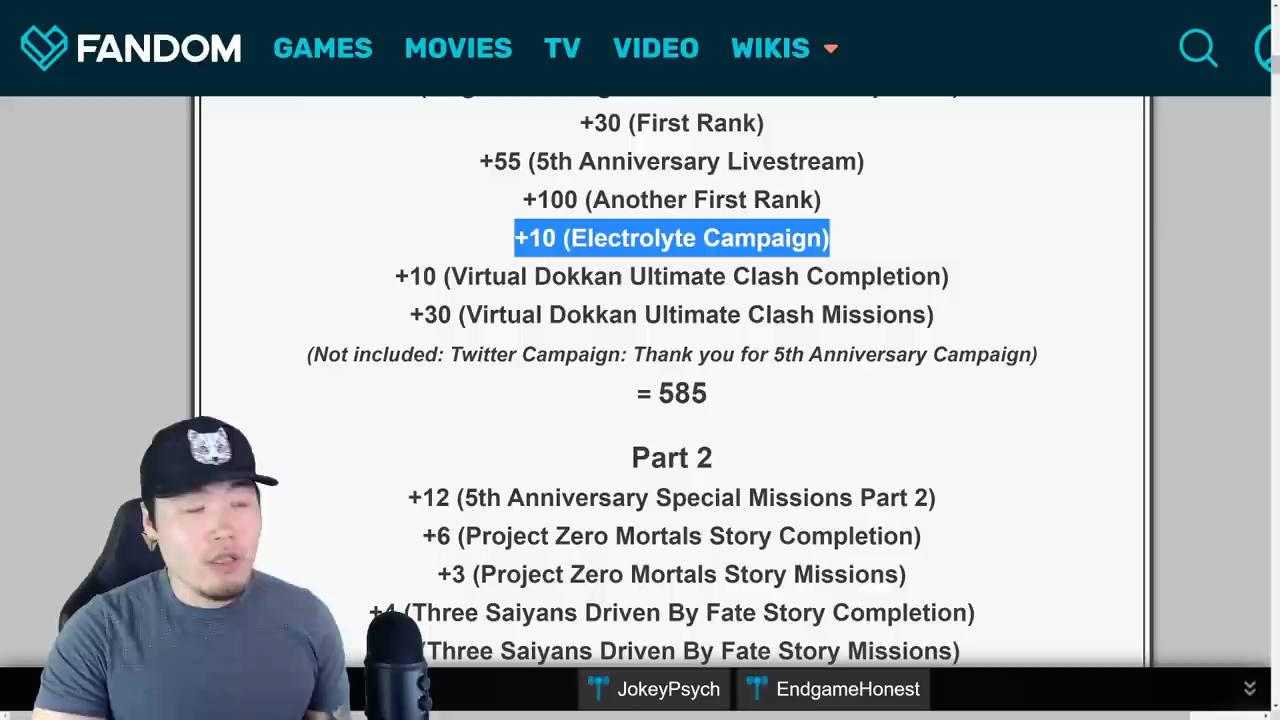 FANDOM GAMES MOVIES TV VIDEO WIKIS
+30 (First Rank)
+55 (5th Anniversary Livestream)
+100 (Another First Rank)
+10 (Electrolyte Campaign)
+10 (Virtual Dokkan Ultimate Clash Completion)
+30 (Virtual Dokkan Ultimate Clash Missions)
(Not included: Twitter Campaign: Thank you for 5th Anniversary Campaign)
= 585
Part 2
+12 (5th Anniversary Special Missions Part 2)
+6 (Project Zero Mortals Story Completion)
+3 (Project Zero Mortals Story Missions)
+4 (Three Saiyans Driven By Fate Story Completion)
(Three Saiyans Driven By Fate Story Missions)
JokeyPsych EndgameHonest